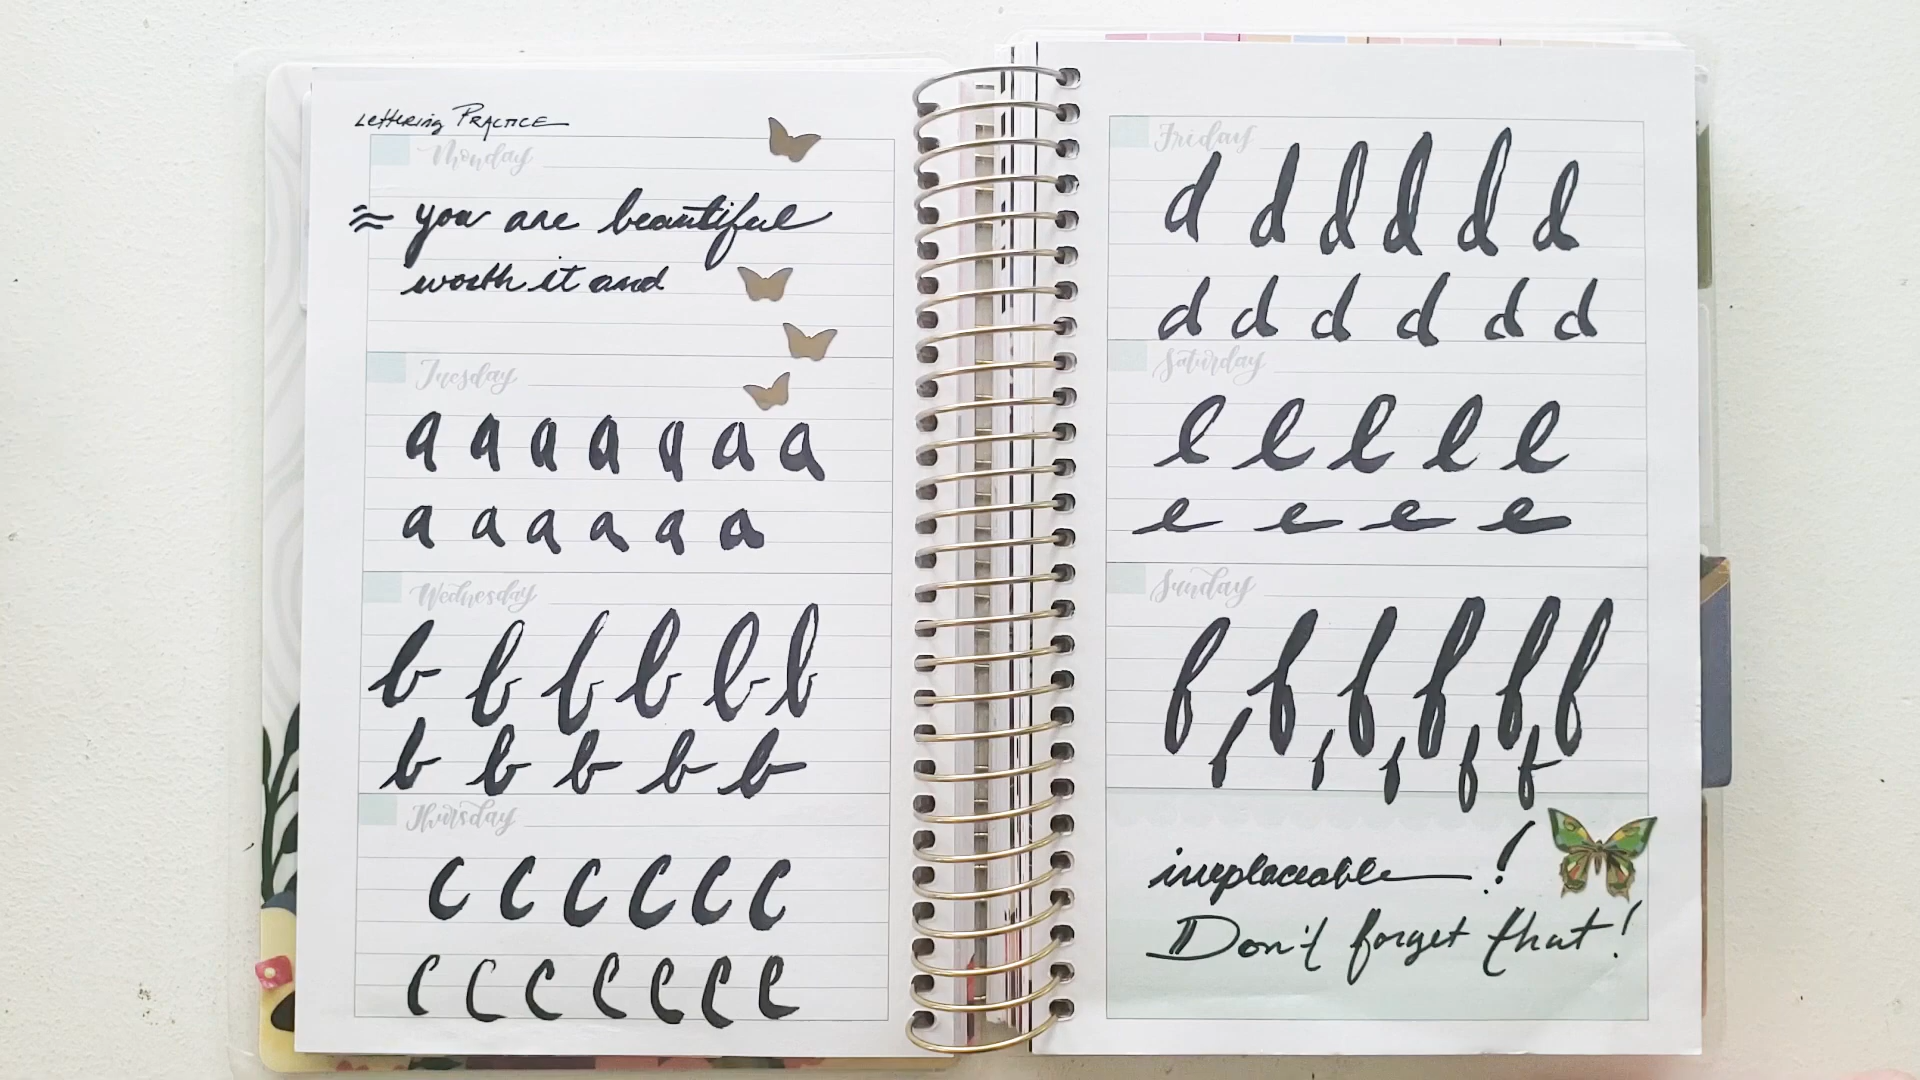 Lettering Practice
Monday
≈ you are beautiful
worth it and
Tuesday
a a a a a a a
a a a a a a
Wednesday
b b b b b b
b b b b b
Thursday
c c c c c c
c c c c c c c
Friday
d d d d d d
d d d d d d
Saturday
e e e e e
e e e e
Sunday
f f f f f f
f f f f f
irreplaceable !
Don't forget that!